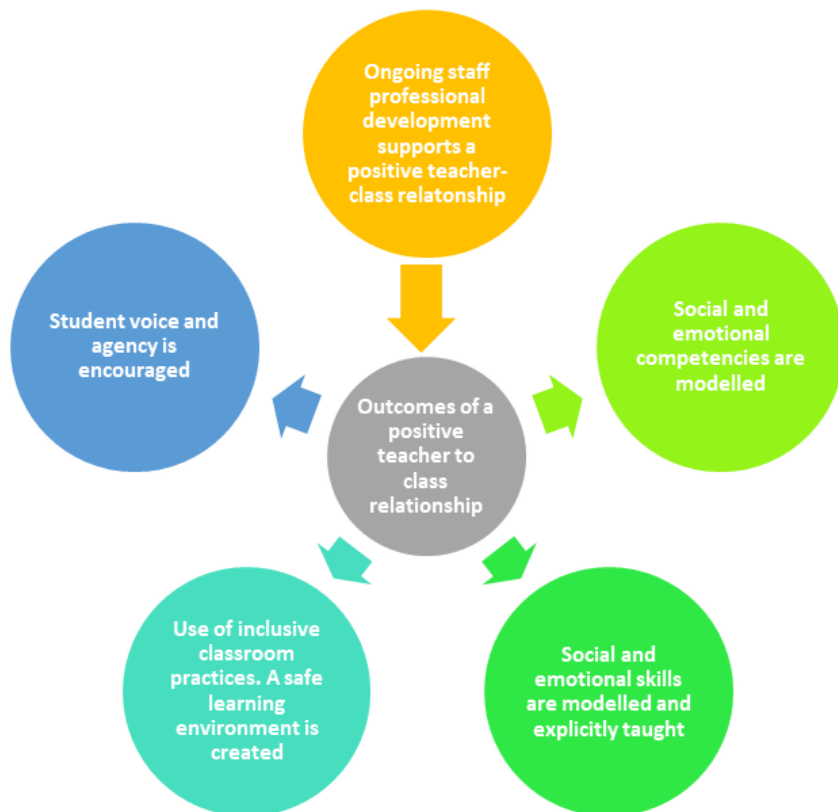 Ongoing staff
professional
development
supports a
positive teacher-
class relatonship
Student voice and
agency is
encouraged
Social and
emotional
competencies are
modelled
Outcomes of a
positive
teacher to
class
relationship
Use of inclusive
classroom
practices. A safe
learning
environment is
created
Social and
emotional skills
are modelled and
explicitly taught